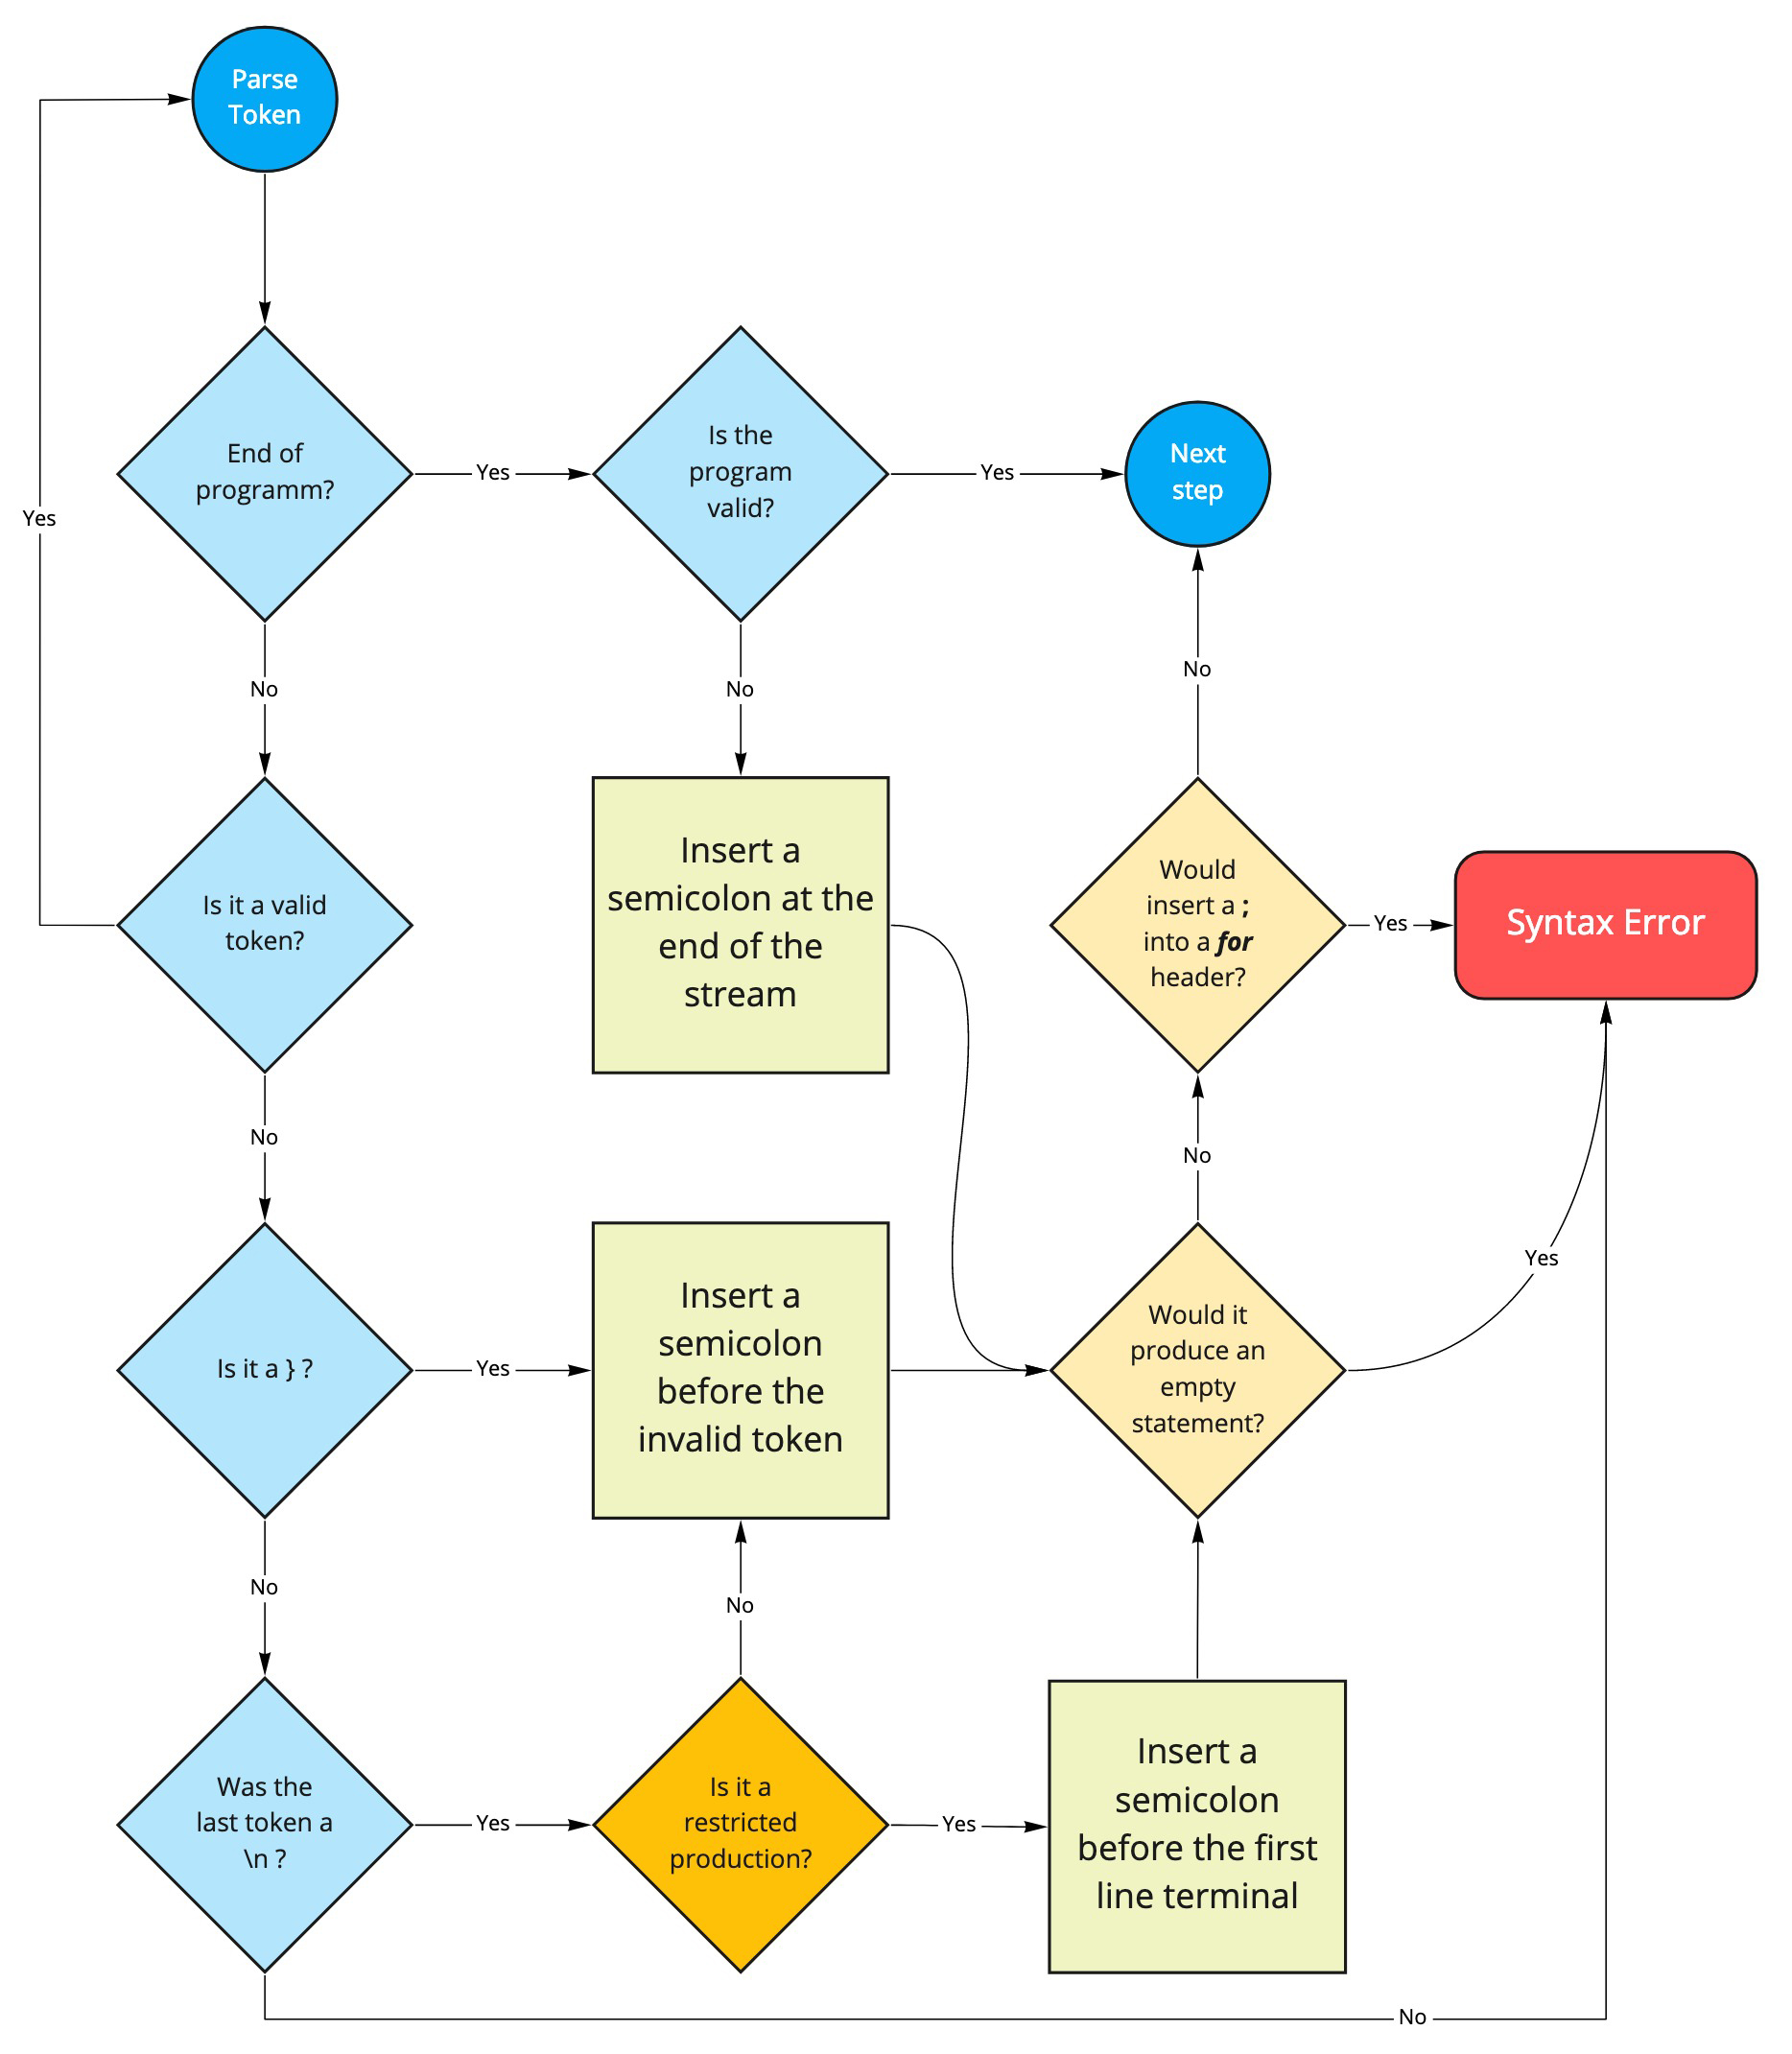 Parse
Token
End of
programm?
Yes
Is the
program
valid?
Yes
Next
step
Yes
No
No
No
Is it a valid
token?
Insert a
semicolon at the
end of the
stream
Would
insert a ;
into a for
header?
Yes
Syntax Error
No
No
Is it a } ?
Yes
Insert a
semicolon
before the
invalid token
Would it
produce an
empty
statement?
Yes
No
No
Was the
last token a
\n ?
Yes
Is it a
restricted
production?
Yes
Insert a
semicolon
before the first
line terminal
No